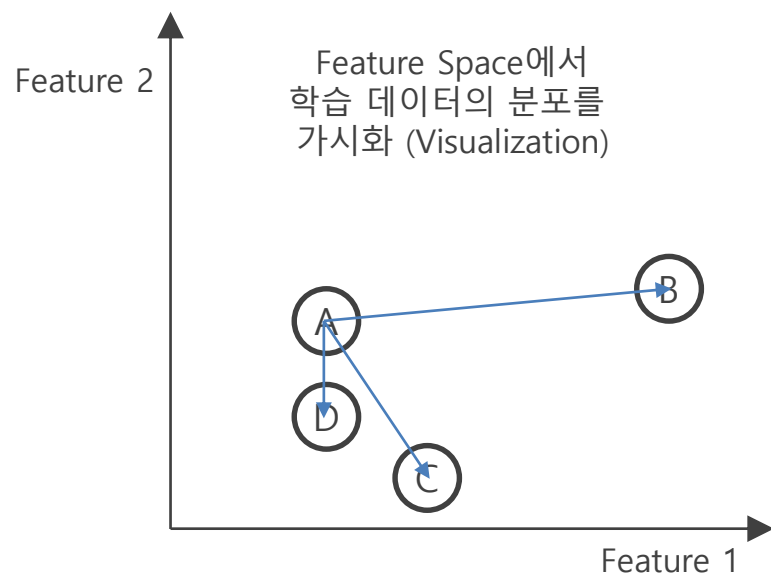 Feature 2
Feature Space에서
학습 데이터의 분포를
가시화 (Visualization)
A
B
D
C
Feature 1